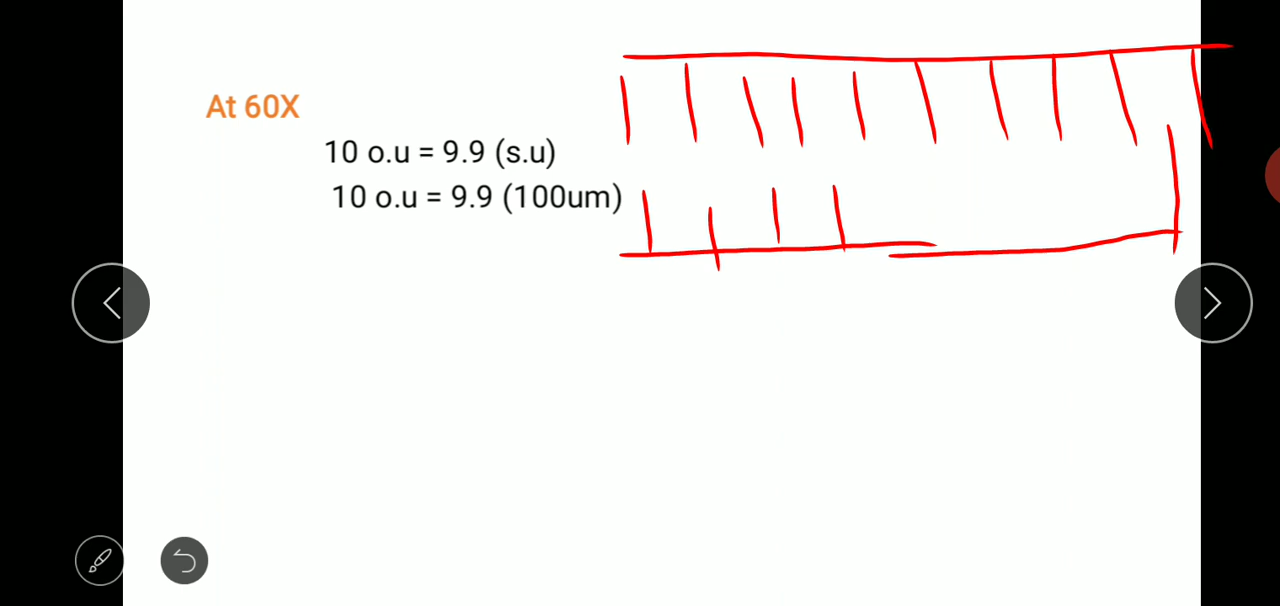 At 60X
10 o.u = 9.9 (s.u)
10 o.u = 9.9 (100um)